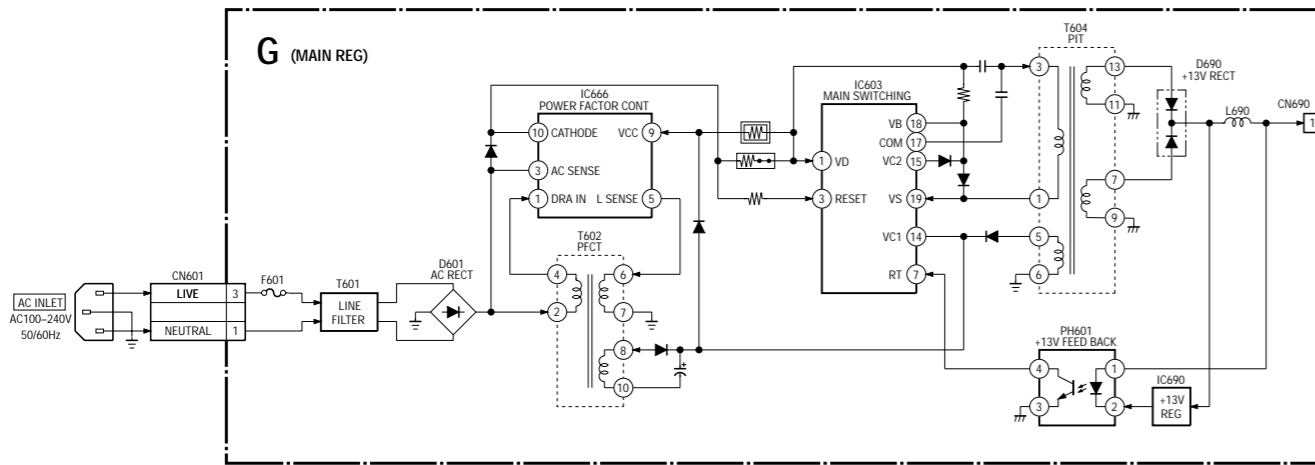 G (MAIN REG)
T604
PIT
3
13
11
1
7
9
5
6
D690
+13V RECT
L690
CN690
1
IC666
POWER FACTOR CONT
10 CATHODE
VCC 9
3 AC SENSE
1 DRA IN
L SENSE 5
IC603
MAIN SWITCHING
VB 18
COM 17
1 VD
VC2 15
3 RESET
VS 19
VC1 14
RT 7
T602
PFCT
4
6
2
7
8
10
D601
AC RECT
CN601
F601
T601
LIVE 3
NEUTRAL 1
LINE
FILTER
AC INLET
AC100–240V
50/60Hz
PH601
+13V FEED BACK
4
1
3
2
IC690
+13V
REG